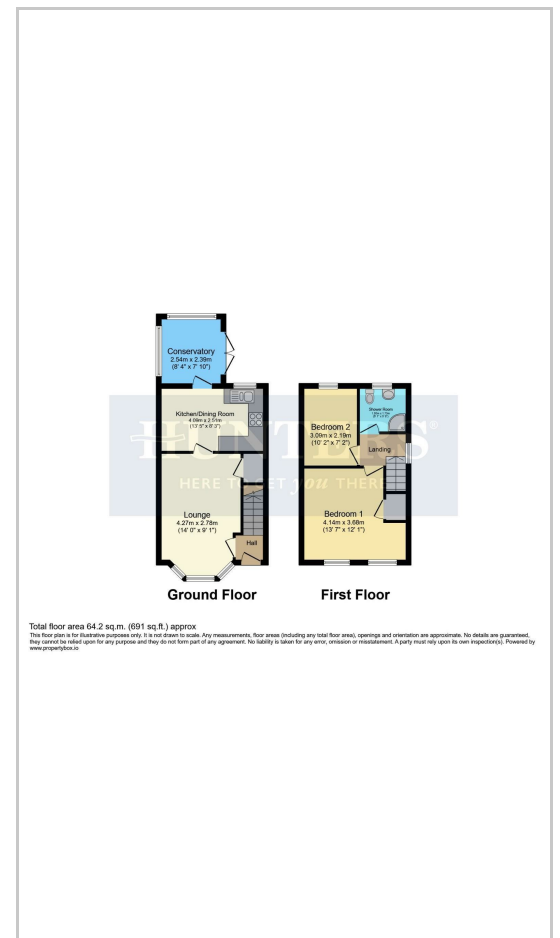 Conservatory
2.54m x 2.39m
(8' 4" x 7' 10")
Kitchen/Dining Room
4.09m x 2.51m
(13' 5" x 8' 3")
Lounge
4.27m x 2.78m
(14' 0" x 9' 1")
Hall
Ground Floor
Shower Room
Bedroom 2
3.09m x 2.19m
(10' 2" x 7' 2")
Landing
Bedroom 1
4.14m x 3.68m
(13' 7" x 12' 1")
First Floor
HUNTERS®
HERE TO GET you THERE
Total floor area 64.2 sq.m. (691 sq.ft.) approx
This floor plan is for illustrative purposes only. It is not drawn to scale. Any measurements, floor areas (including any total floor area), openings and orientation are approximate. No details are guaranteed,
they cannot be relied upon for any purpose and they do not form part of any agreement. No liability is taken for any error, omission or misstatement. A party must rely upon its own inspection(s). Powered by
www.propertybox.io